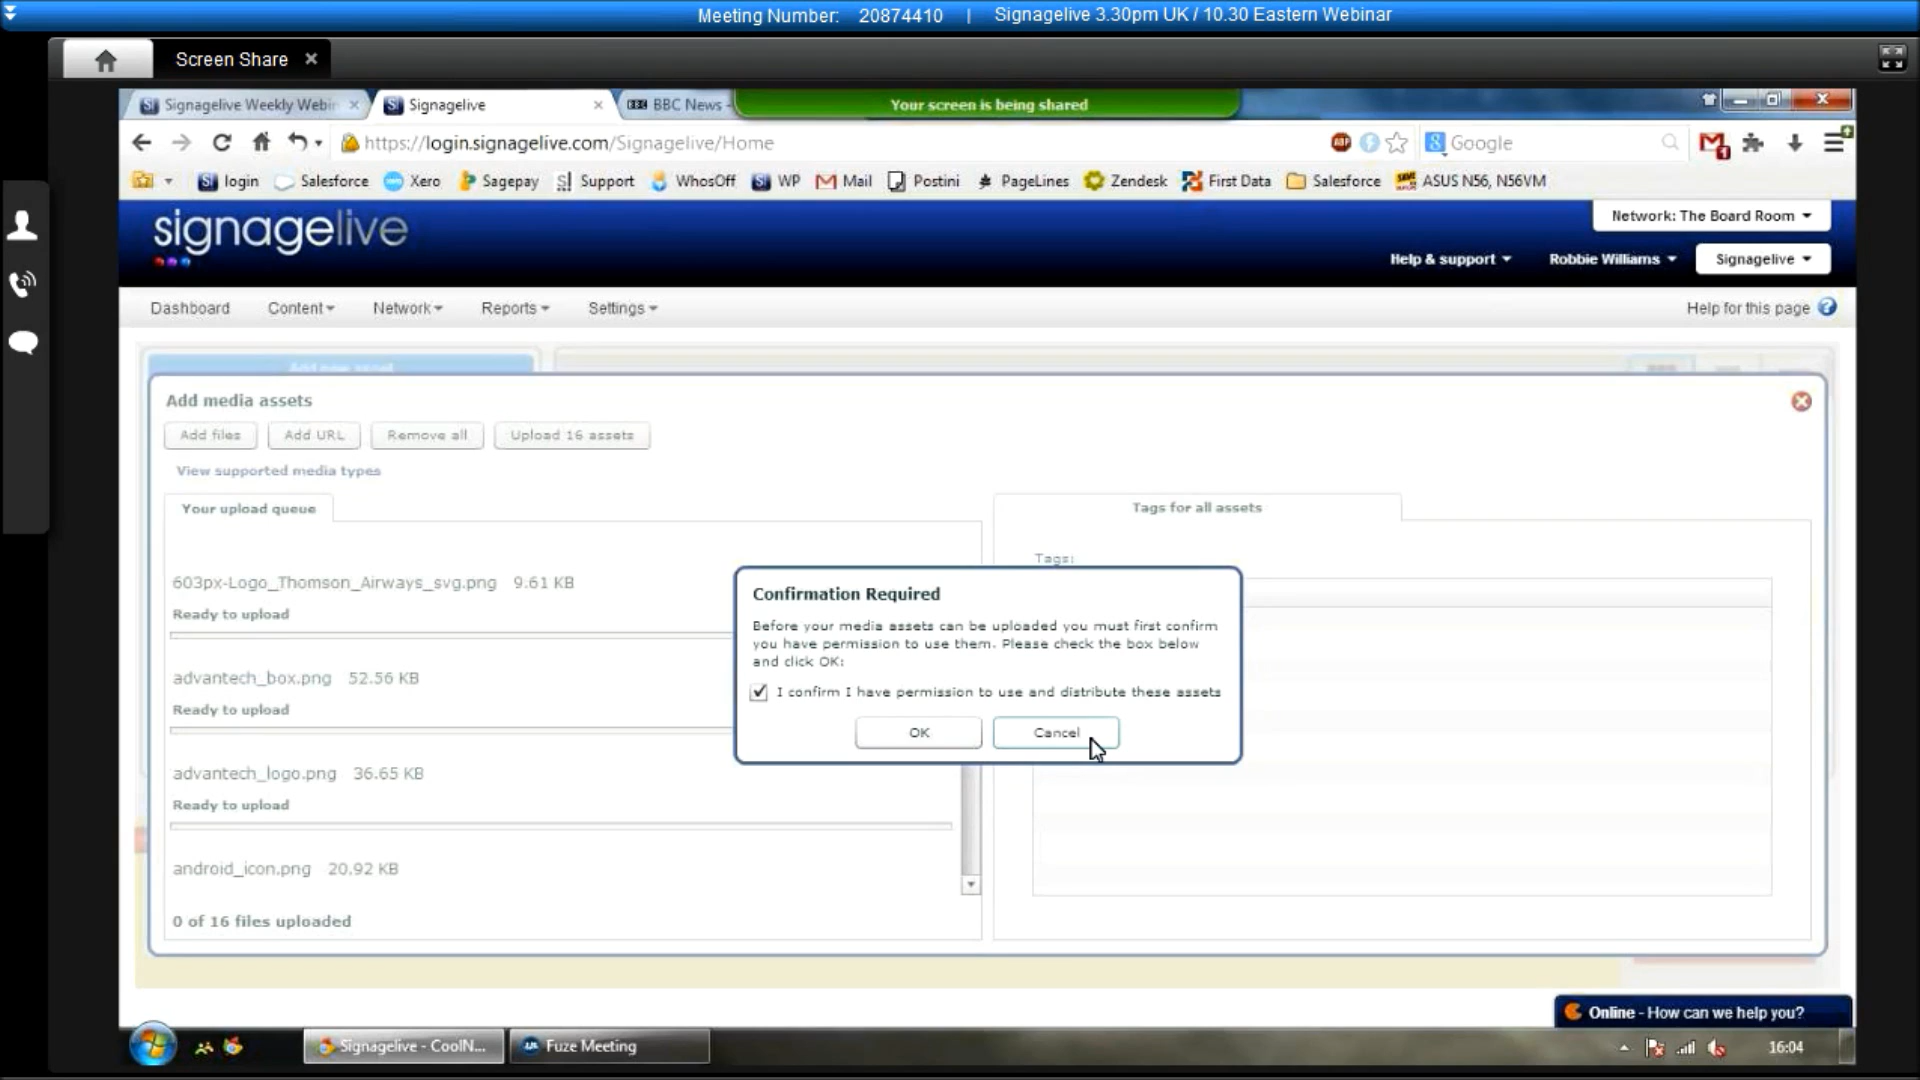 Meeting Number: 20874410 | Signagelive 3.30pm UK / 10.30 Eastern Webinar
Screen Share
Signagelive Weekly Webin
Signagelive
BBC News -
Your screen is being shared
https://login.signagelive.com/Signagelive/Home
ABP
Google
login
Salesforce
Xero
Sagepay
Support
WhosOff
WP
Mail
Postini
PageLines
Zendesk
First Data
Salesforce
ASUS N56, N56VM
signagelive
Network: The Board Room
Help & support
Robbie Williams
Signagelive
Dashboard
Content
Network
Reports
Settings
Help for this page
Add new asset
Add media assets
Add files
Add URL
Remove all
Upload 16 assets
View supported media types
Your upload queue
Tags for all assets
Tags:
603px-Logo_Thomson_Airways_svg.png 9.61 KB
Ready to upload
advantech_box.png 52.56 KB
Ready to upload
advantech_logo.png 36.65 KB
Ready to upload
android_icon.png 20.92 KB
0 of 16 files uploaded
Confirmation Required
Before your media assets can be uploaded you must first confirm
you have permission to use them. Please check the box below
and click OK:
I confirm I have permission to use and distribute these assets
OK
Cancel
Online - How can we help you?
Signagelive - CoolN...
Fuze Meeting
16:04